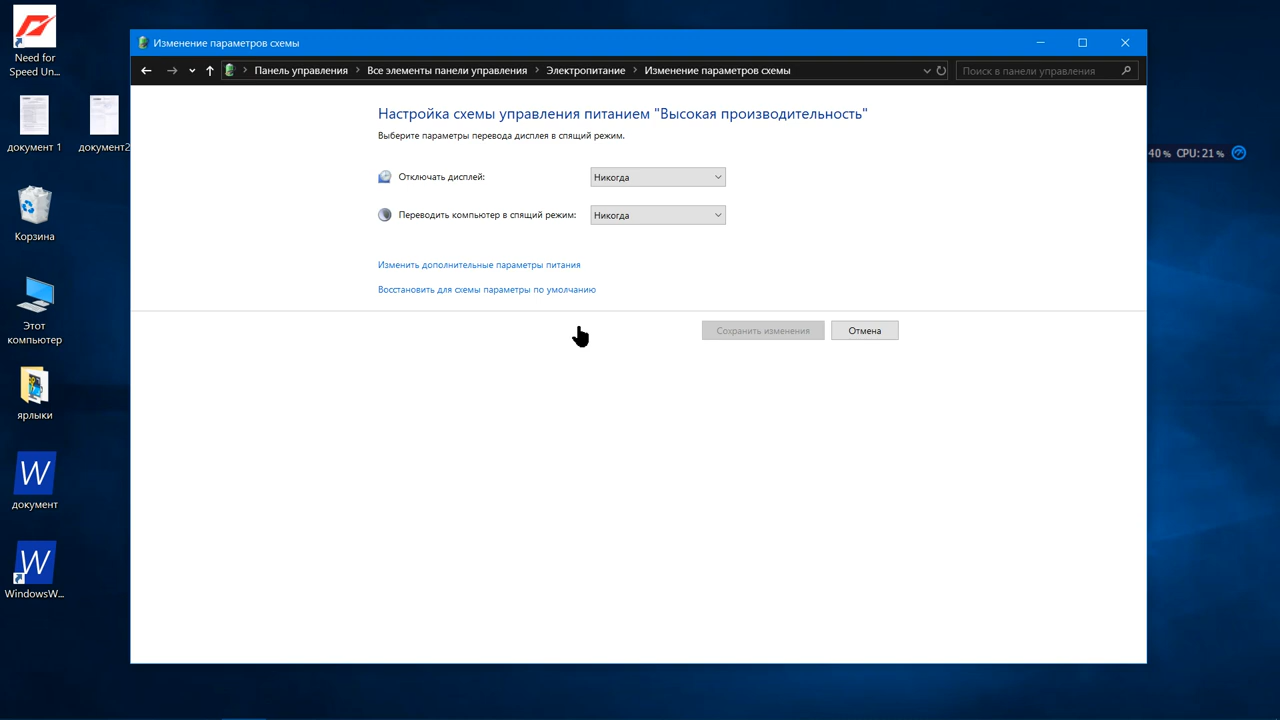 Need for
Speed Un...
документ 1
документ2
Корзина
Этот
компьютер
ярлыки
W
документ
W
WindowsW...
Изменение параметров схемы
Панель управления
Все элементы панели управления
Электропитание
Изменение параметров схемы
Поиск в панели управления
Настройка схемы управления питанием "Высокая производительность"
Выберите параметры перевода дисплея в спящий режим.
Отключать дисплей: Никогда
Переводить компьютер в спящий режим: Никогда
Изменить дополнительные параметры питания
Восстановить для схемы параметры по умолчанию
Сохранить изменения Отмена
40 % CPU: 21 %